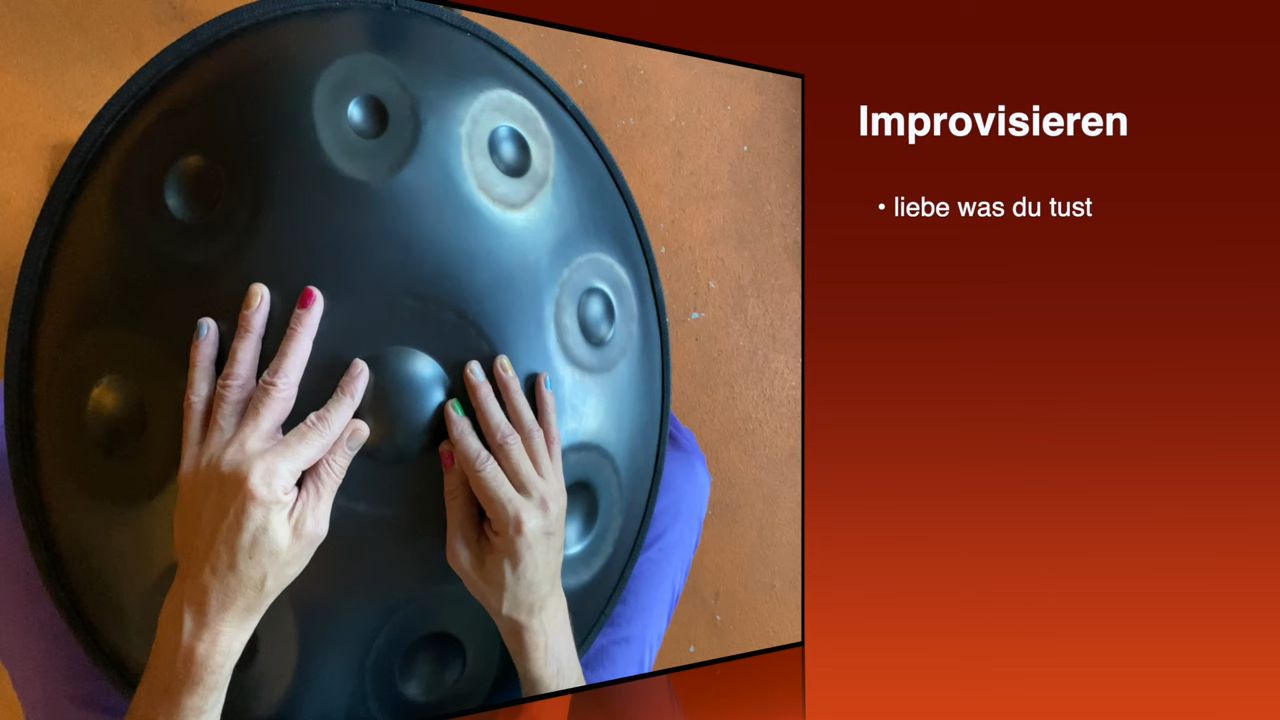 Improvisieren
• liebe was du tust